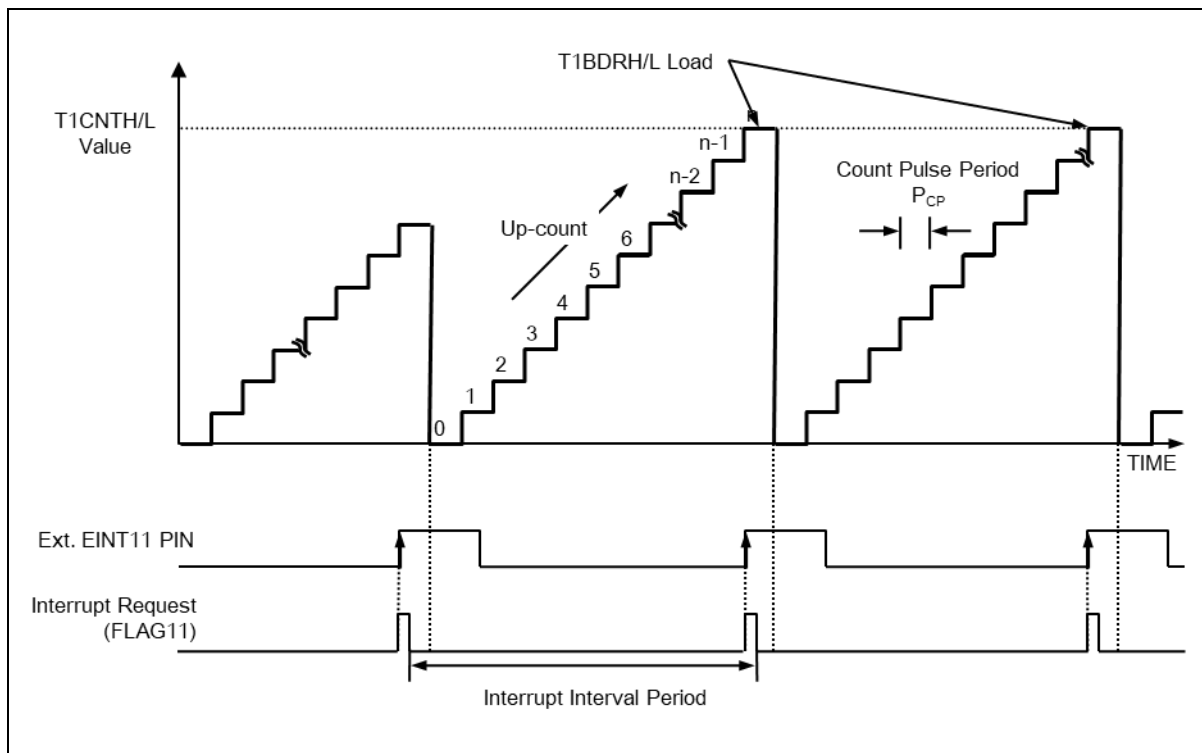 T1BDRH/L Load
T1CNTH/L
Value
n-1
n-2
Count Pulse Period
PCP
Up-count
6
5
4
3
2
1
0
TIME
Ext. EINT11 PIN
Interrupt Request
(FLAG11)
Interrupt Interval Period